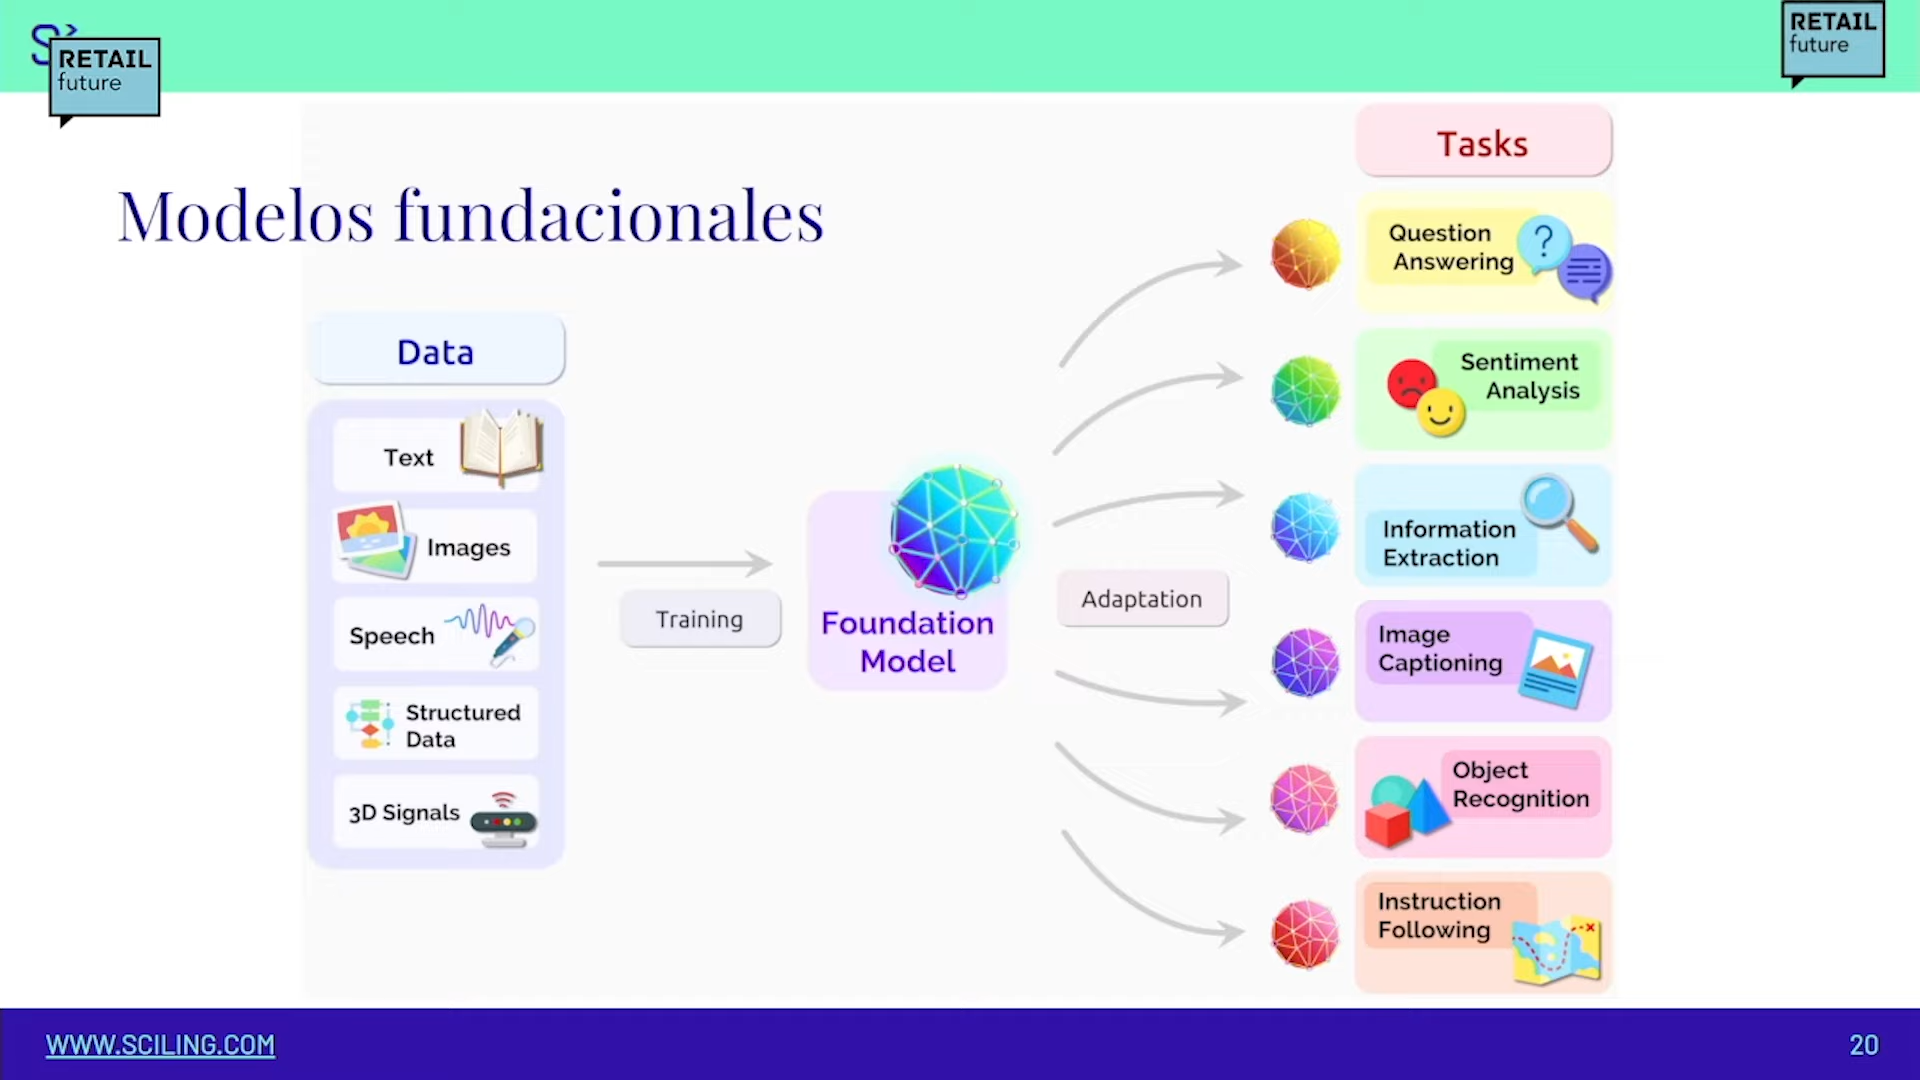 RETAIL
future
RETAIL
future
Modelos fundacionales
Data
Text
Images
Speech
Structured
Data
3D Signals
Training
Foundation
Model
Adaptation
Tasks
Question
Answering
Sentiment
Analysis
Information
Extraction
Image
Captioning
Object
Recognition
Instruction
Following
WWW.SCILING.COM
20